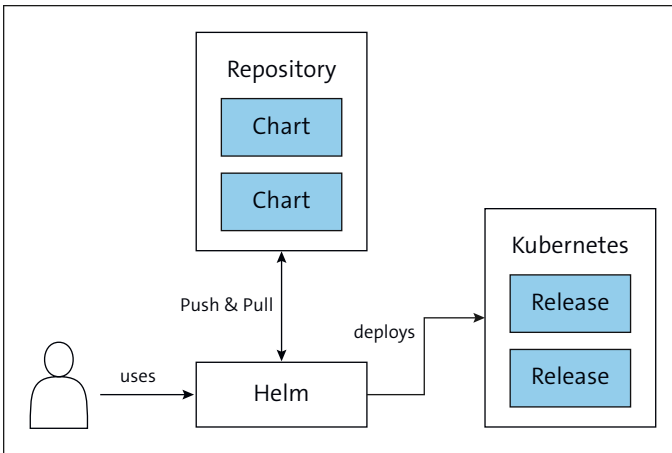 Repository
Chart
Chart
Kubernetes
Release
Release
Push & Pull
deploys
uses
Helm